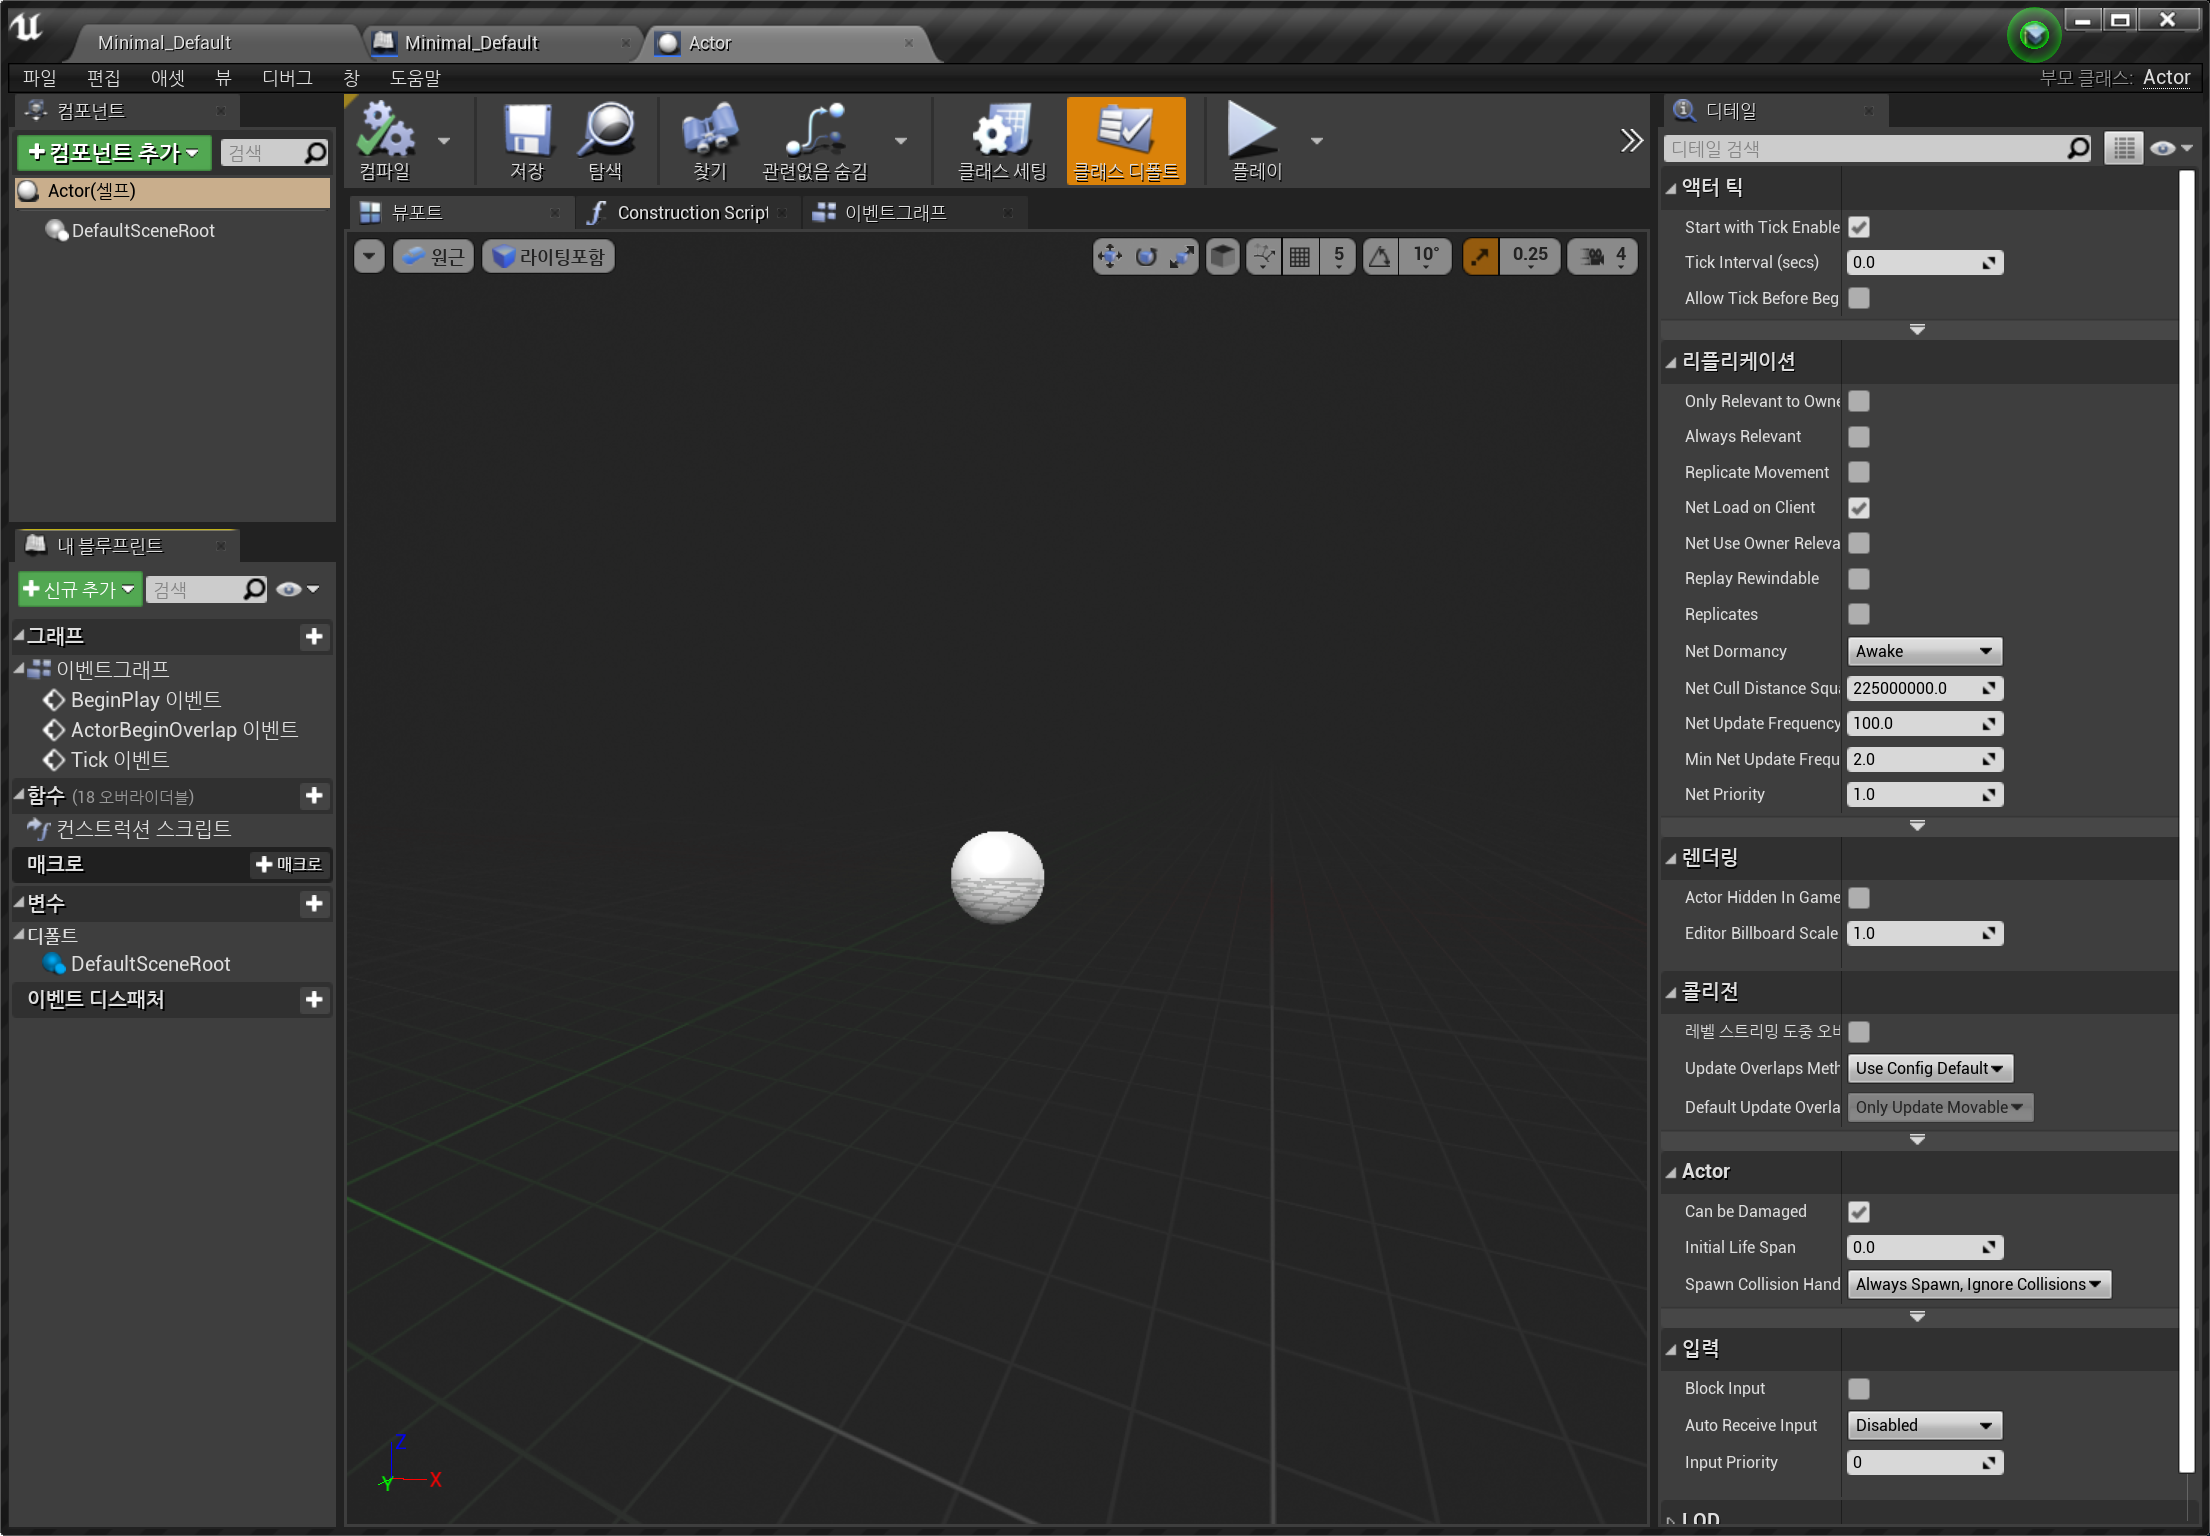 Minimal_Default
Minimal_Default
Actor
파일 편집 애셋 뷰 디버그 창 도움말
부모 클래스: Actor
컴포넌트
+컴포넌트 추가
검색
Actor(셀프)
DefaultSceneRoot
내 블루프린트
신규 추가
검색
그래프
이벤트그래프
BeginPlay 이벤트
ActorBeginOverlap 이벤트
Tick 이벤트
함수 (18 오버라이더블)
컨스트럭션 스크립트
매크로
매크로
변수
디폴트
DefaultSceneRoot
이벤트 디스패처
컴파일
저장
탐색
찾기
관련없음 숨김
클래스 세팅
클래스 디폴트
플레이
뷰포트
Construction Script
이벤트그래프
원근
라이팅포함
5
10°
0.25
4
Z
Y
X
디테일
디테일 검색
액터 틱
Start with Tick Enable
Tick Interval (secs) 0.0
Allow Tick Before Beg
리플리케이션
Only Relevant to Owne
Always Relevant
Replicate Movement
Net Load on Client
Net Use Owner Releva
Replay Rewindable
Replicates
Net Dormancy Awake
Net Cull Distance Squa 225000000.0
Net Update Frequency 100.0
Min Net Update Frequ 2.0
Net Priority 1.0
렌더링
Actor Hidden In Game
Editor Billboard Scale 1.0
콜리전
레벨 스트리밍 도중 오버
Update Overlaps Meth Use Config Default
Default Update Overla Only Update Movable
Actor
Can be Damaged
Initial Life Span 0.0
Spawn Collision Hand Always Spawn, Ignore Collisions
입력
Block Input
Auto Receive Input Disabled
Input Priority 0
LOD